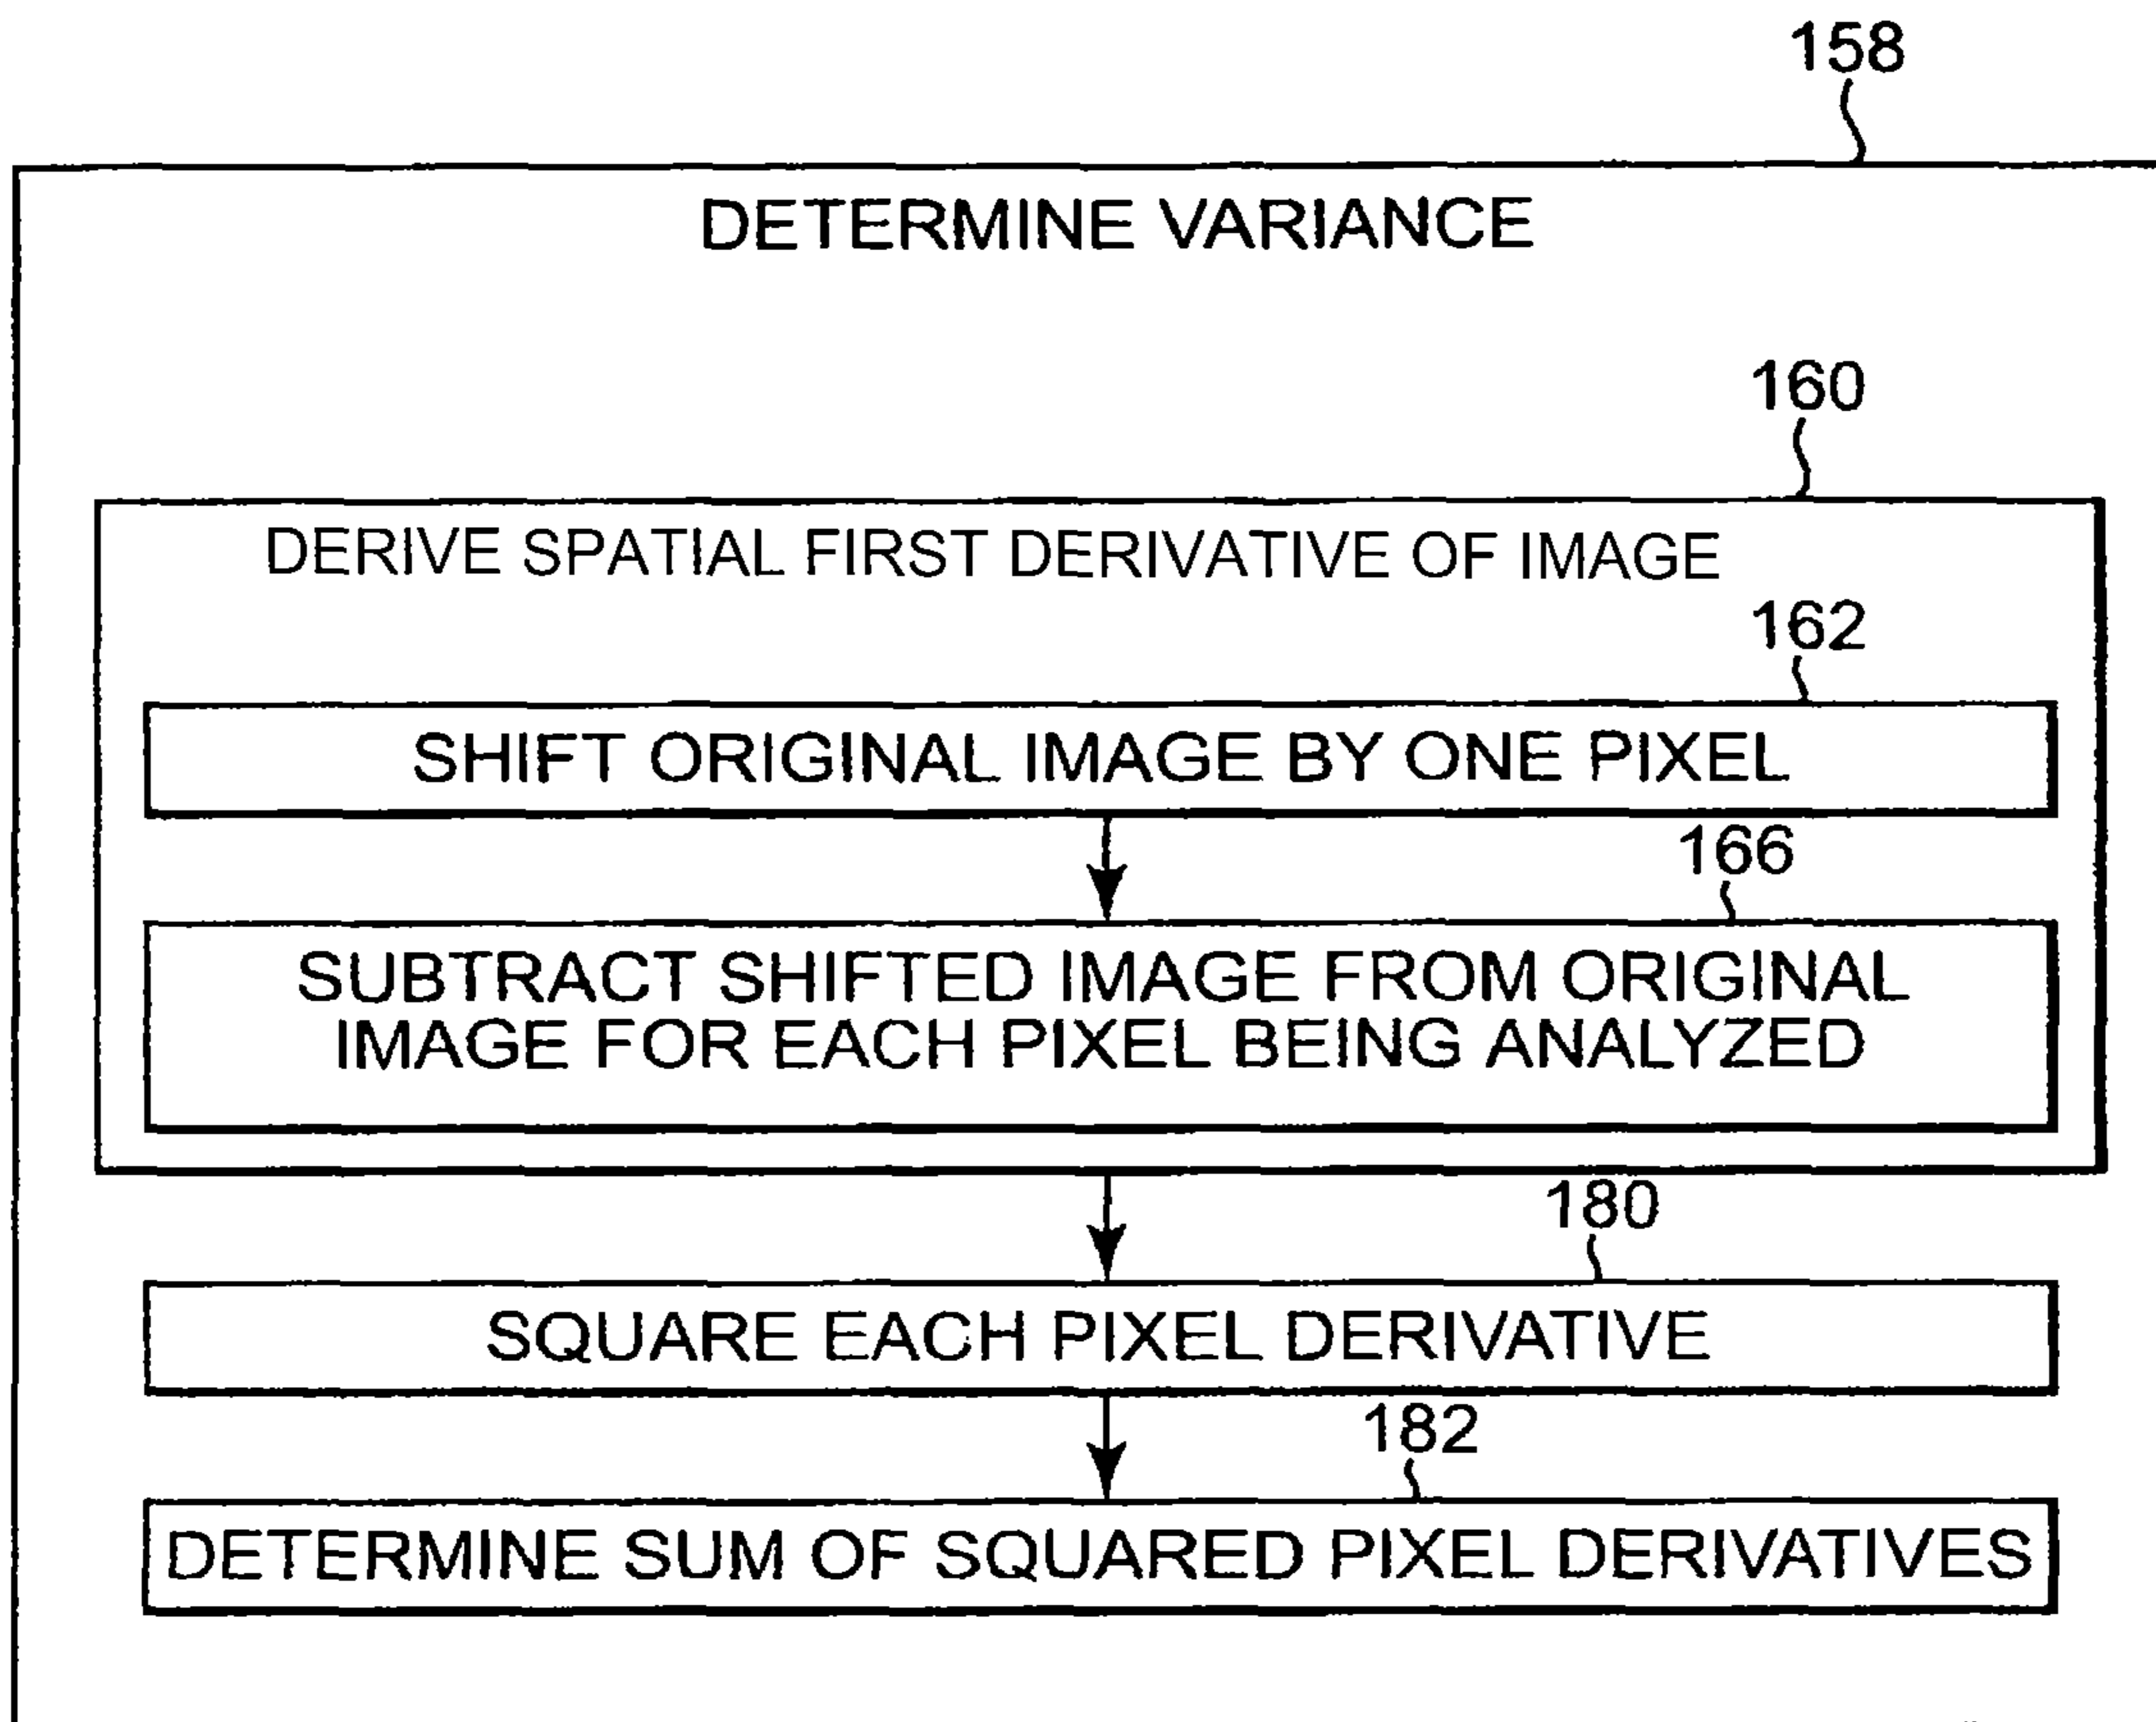 158
DETERMINE VARIANCE
160
DERIVE SPATIAL FIRST DERIVATIVE OF IMAGE
162
SHIFT ORIGINAL IMAGE BY ONE PIXEL
166
SUBTRACT SHIFTED IMAGE FROM ORIGINAL
IMAGE FOR EACH PIXEL BEING ANALYZED
180
SQUARE EACH PIXEL DERIVATIVE
182
DETERMINE SUM OF SQUARED PIXEL DERIVATIVES